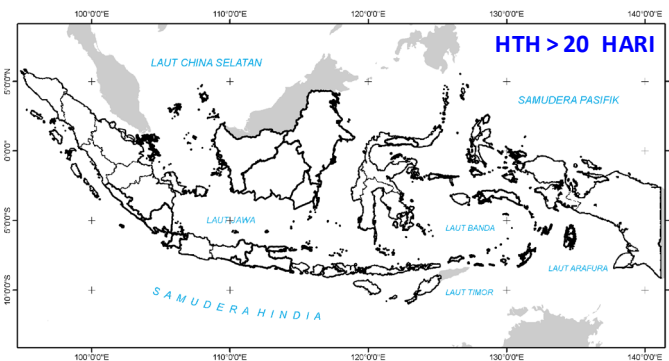 100°0'0"E 110°0'0"E 120°0'0"E 130°0'0"E 140°0'0"E
HTH > 20 HARI
LAUT CHINA SELATAN
5°0'0"N
SAMUDERA PASIFIK
0°0'0"
LAUT JAWA
5°0'0"S
LAUT BANDA
LAUT ARAFURA
LAUT TIMOR
10°0'0"S
SAMUDERA HINDIA
100°0'0"E 110°0'0"E 120°0'0"E 130°0'0"E 140°0'0"E